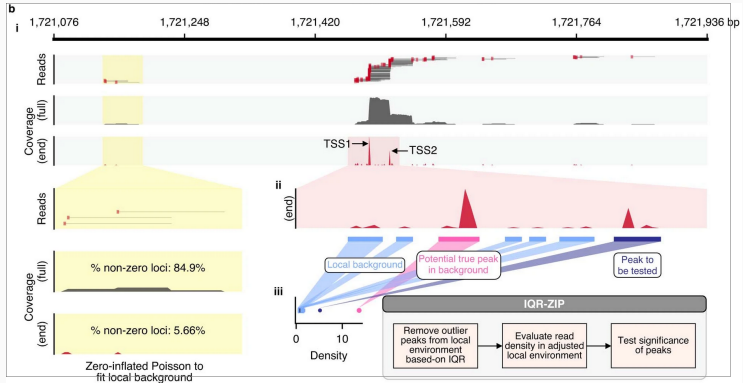 b
i
1,721,076 1,721,248 1,721,420 1,721,592 1,721,764 1,721,936 bp
Reads
Coverage
(full)
(end)
TSS1
TSS2
ii
Reads
(end)
Local background
Potential true peak
in background
Peak to
be tested
Coverage
(full)
% non-zero loci: 84.9%
(end)
% non-zero loci: 5.66%
Zero-inflated Poisson to
fit local background
iii
0 10
Density
IQR-ZIP
Remove outlier
peaks from local
environment
based-on IQR
Evaluate read
density in adjusted
local environment
Test significance
of peaks